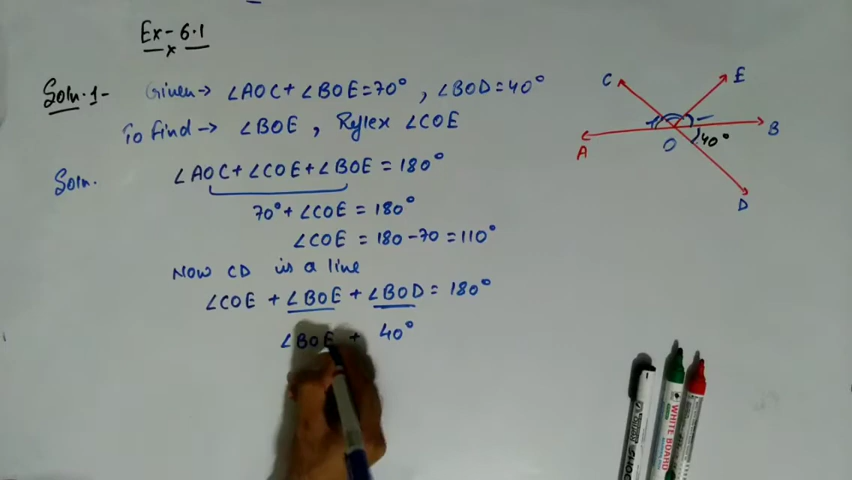 Ex-6.1
x
Soln.1- Given→ ∠AOC+∠BOE=70°, ∠BOD=40°
To find→ ∠BOE, Reflex ∠COE
Soln. ∠AOC+∠COE+∠BOE=180°
70°+∠COE=180°
∠COE=180-70=110°
Now CD is a line
∠COE+∠BOE+∠BOD=180°
∠BOE+ 40°
C
E
A
O
40°
B
D
WHITE BOARD